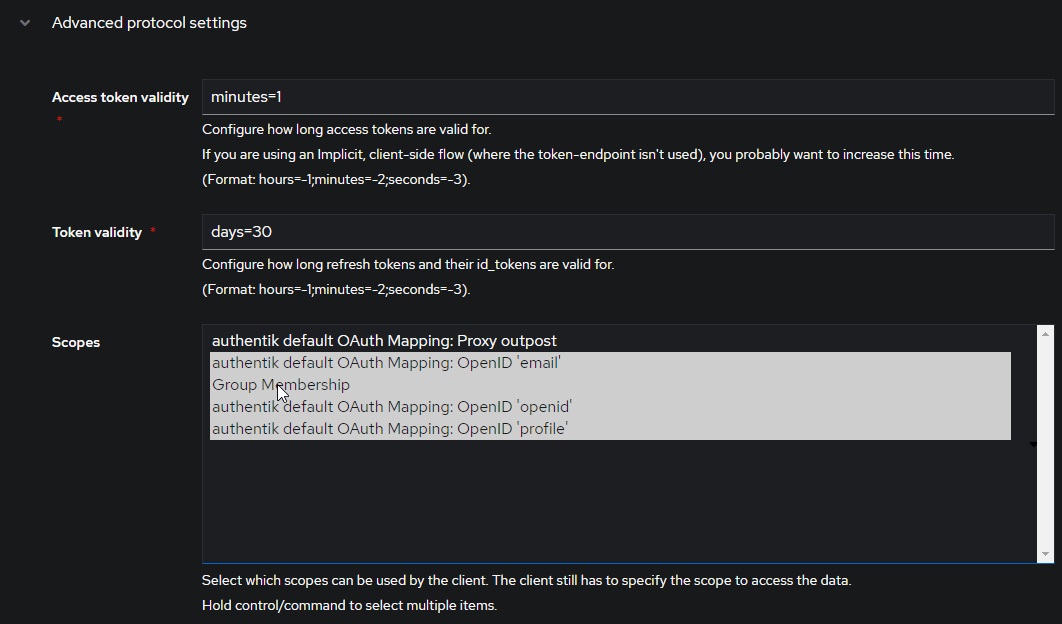 Advanced protocol settings
Access token validity *
minutes=1
Configure how long access tokens are valid for.
If you are using an Implicit, client-side flow (where the token-endpoint isn't used), you probably want to increase this time.
(Format: hours=-1;minutes=-2;seconds=-3).
Token validity *
days=30
Configure how long refresh tokens and their id_tokens are valid for.
(Format: hours=-1;minutes=-2;seconds=-3).
Scopes
authentik default OAuth Mapping: Proxy outpost
authentik default OAuth Mapping: OpenID 'email'
Group Membership
authentik default OAuth Mapping: OpenID 'openid'
authentik default OAuth Mapping: OpenID 'profile'
Select which scopes can be used by the client. The client still has to specify the scope to access the data.
Hold control/command to select multiple items.